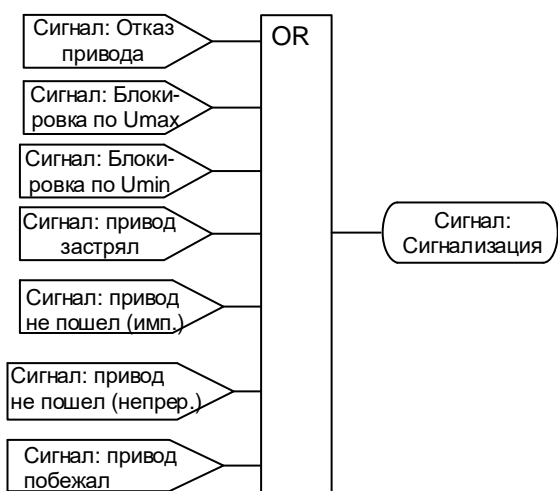 Сигнал: Отказ
привода
OR
Сигнал: Блоки-
ровка по Umax
Сигнал: Блоки-
ровка по Umin
Сигнал: привод
застрял
Сигнал:
Сигнализация
Сигнал: привод
не пошел (имп.)
Сигнал: привод
не пошел (непрер.)
Сигнал: привод
побежал